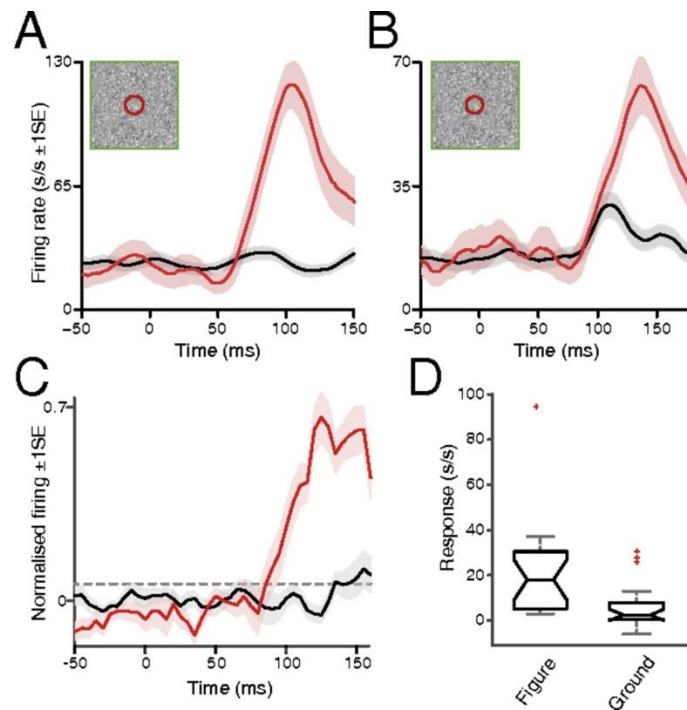 A
B
130
65
0
Firing rate (s/s ±1SE)
−50
0
50
100
150
Time (ms)
70
35
0
−50
0
50
100
150
Time (ms)
C
D
0.7
0
Normalised firing ±1SE
-50
0
50
100
150
Time (ms)
100
80
60
40
20
0
Response (s/s)
Figure
Ground